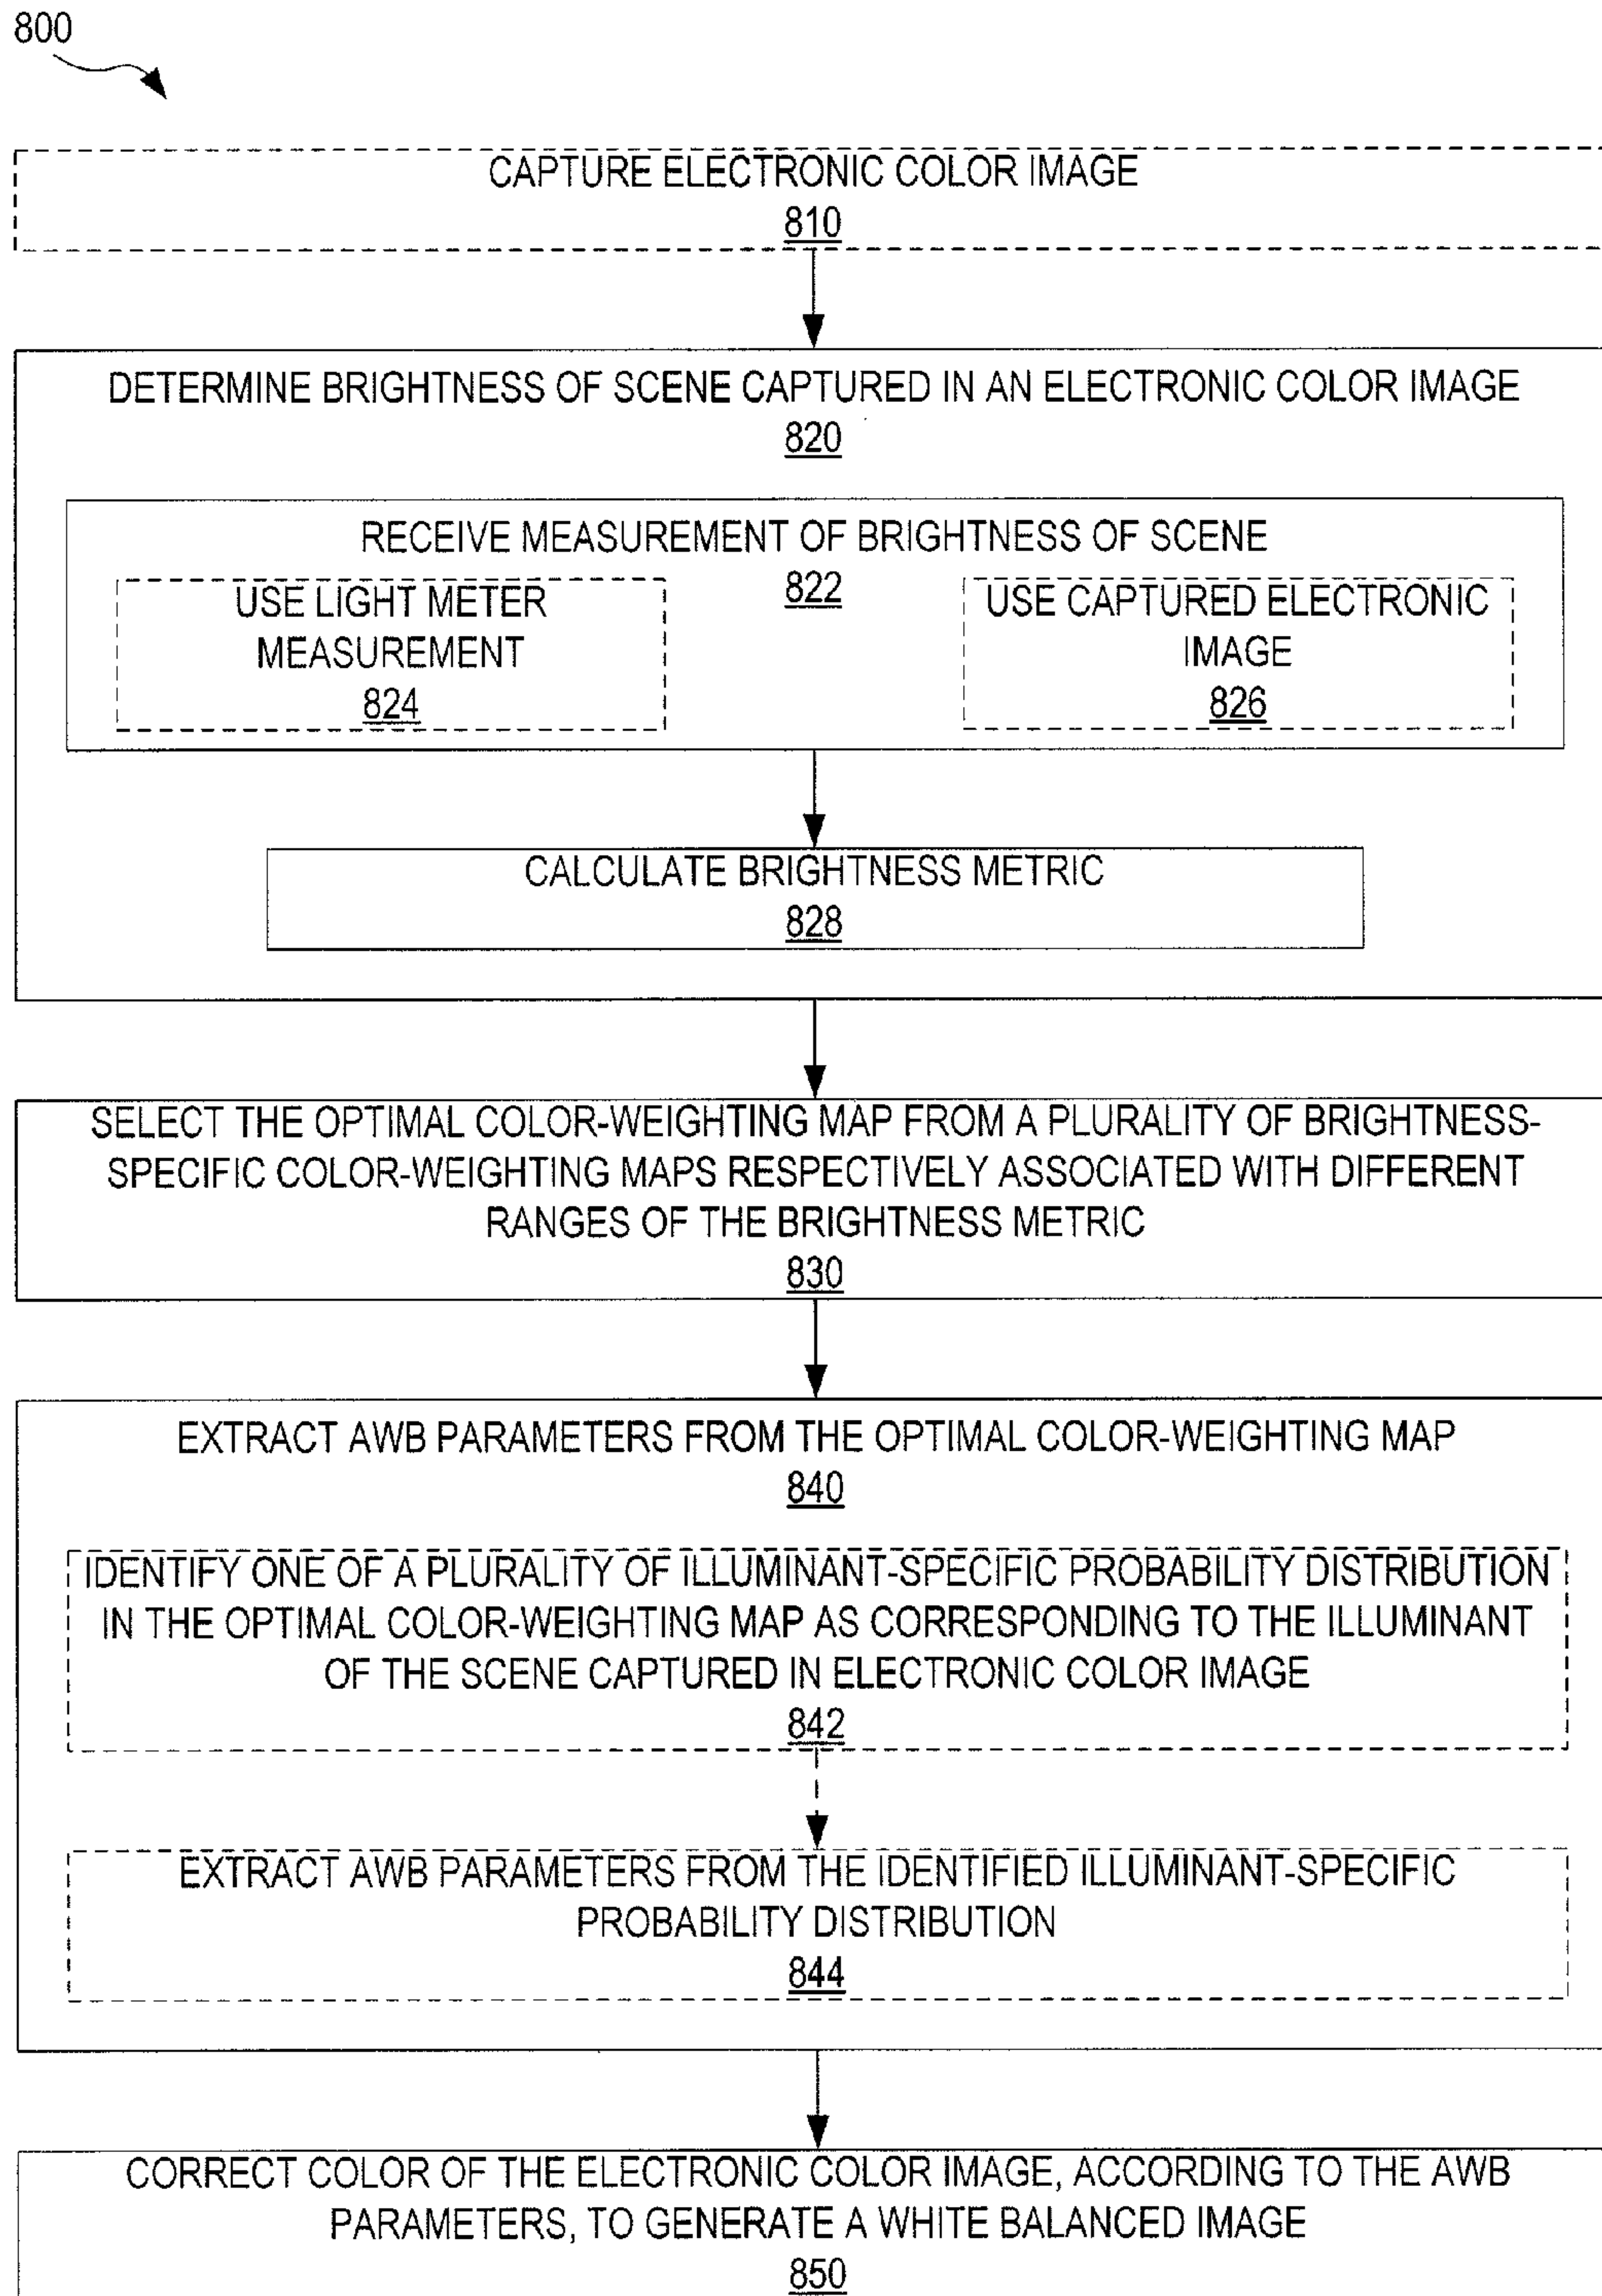 800
CAPTURE ELECTRONIC COLOR IMAGE
810
DETERMINE BRIGHTNESS OF SCENE CAPTURED IN AN ELECTRONIC COLOR IMAGE
820
RECEIVE MEASUREMENT OF BRIGHTNESS OF SCENE
822
USE LIGHT METER
MEASUREMENT
824
USE CAPTURED ELECTRONIC
IMAGE
826
CALCULATE BRIGHTNESS METRIC
828
SELECT THE OPTIMAL COLOR-WEIGHTING MAP FROM A PLURALITY OF BRIGHTNESS-
SPECIFIC COLOR-WEIGHTING MAPS RESPECTIVELY ASSOCIATED WITH DIFFERENT
RANGES OF THE BRIGHTNESS METRIC
830
EXTRACT AWB PARAMETERS FROM THE OPTIMAL COLOR-WEIGHTING MAP
840
IDENTIFY ONE OF A PLURALITY OF ILLUMINANT-SPECIFIC PROBABILITY DISTRIBUTION
IN THE OPTIMAL COLOR-WEIGHTING MAP AS CORRESPONDING TO THE ILLUMINANT
OF THE SCENE CAPTURED IN ELECTRONIC COLOR IMAGE
842
EXTRACT AWB PARAMETERS FROM THE IDENTIFIED ILLUMINANT-SPECIFIC
PROBABILITY DISTRIBUTION
844
CORRECT COLOR OF THE ELECTRONIC COLOR IMAGE, ACCORDING TO THE AWB
PARAMETERS, TO GENERATE A WHITE BALANCED IMAGE
850